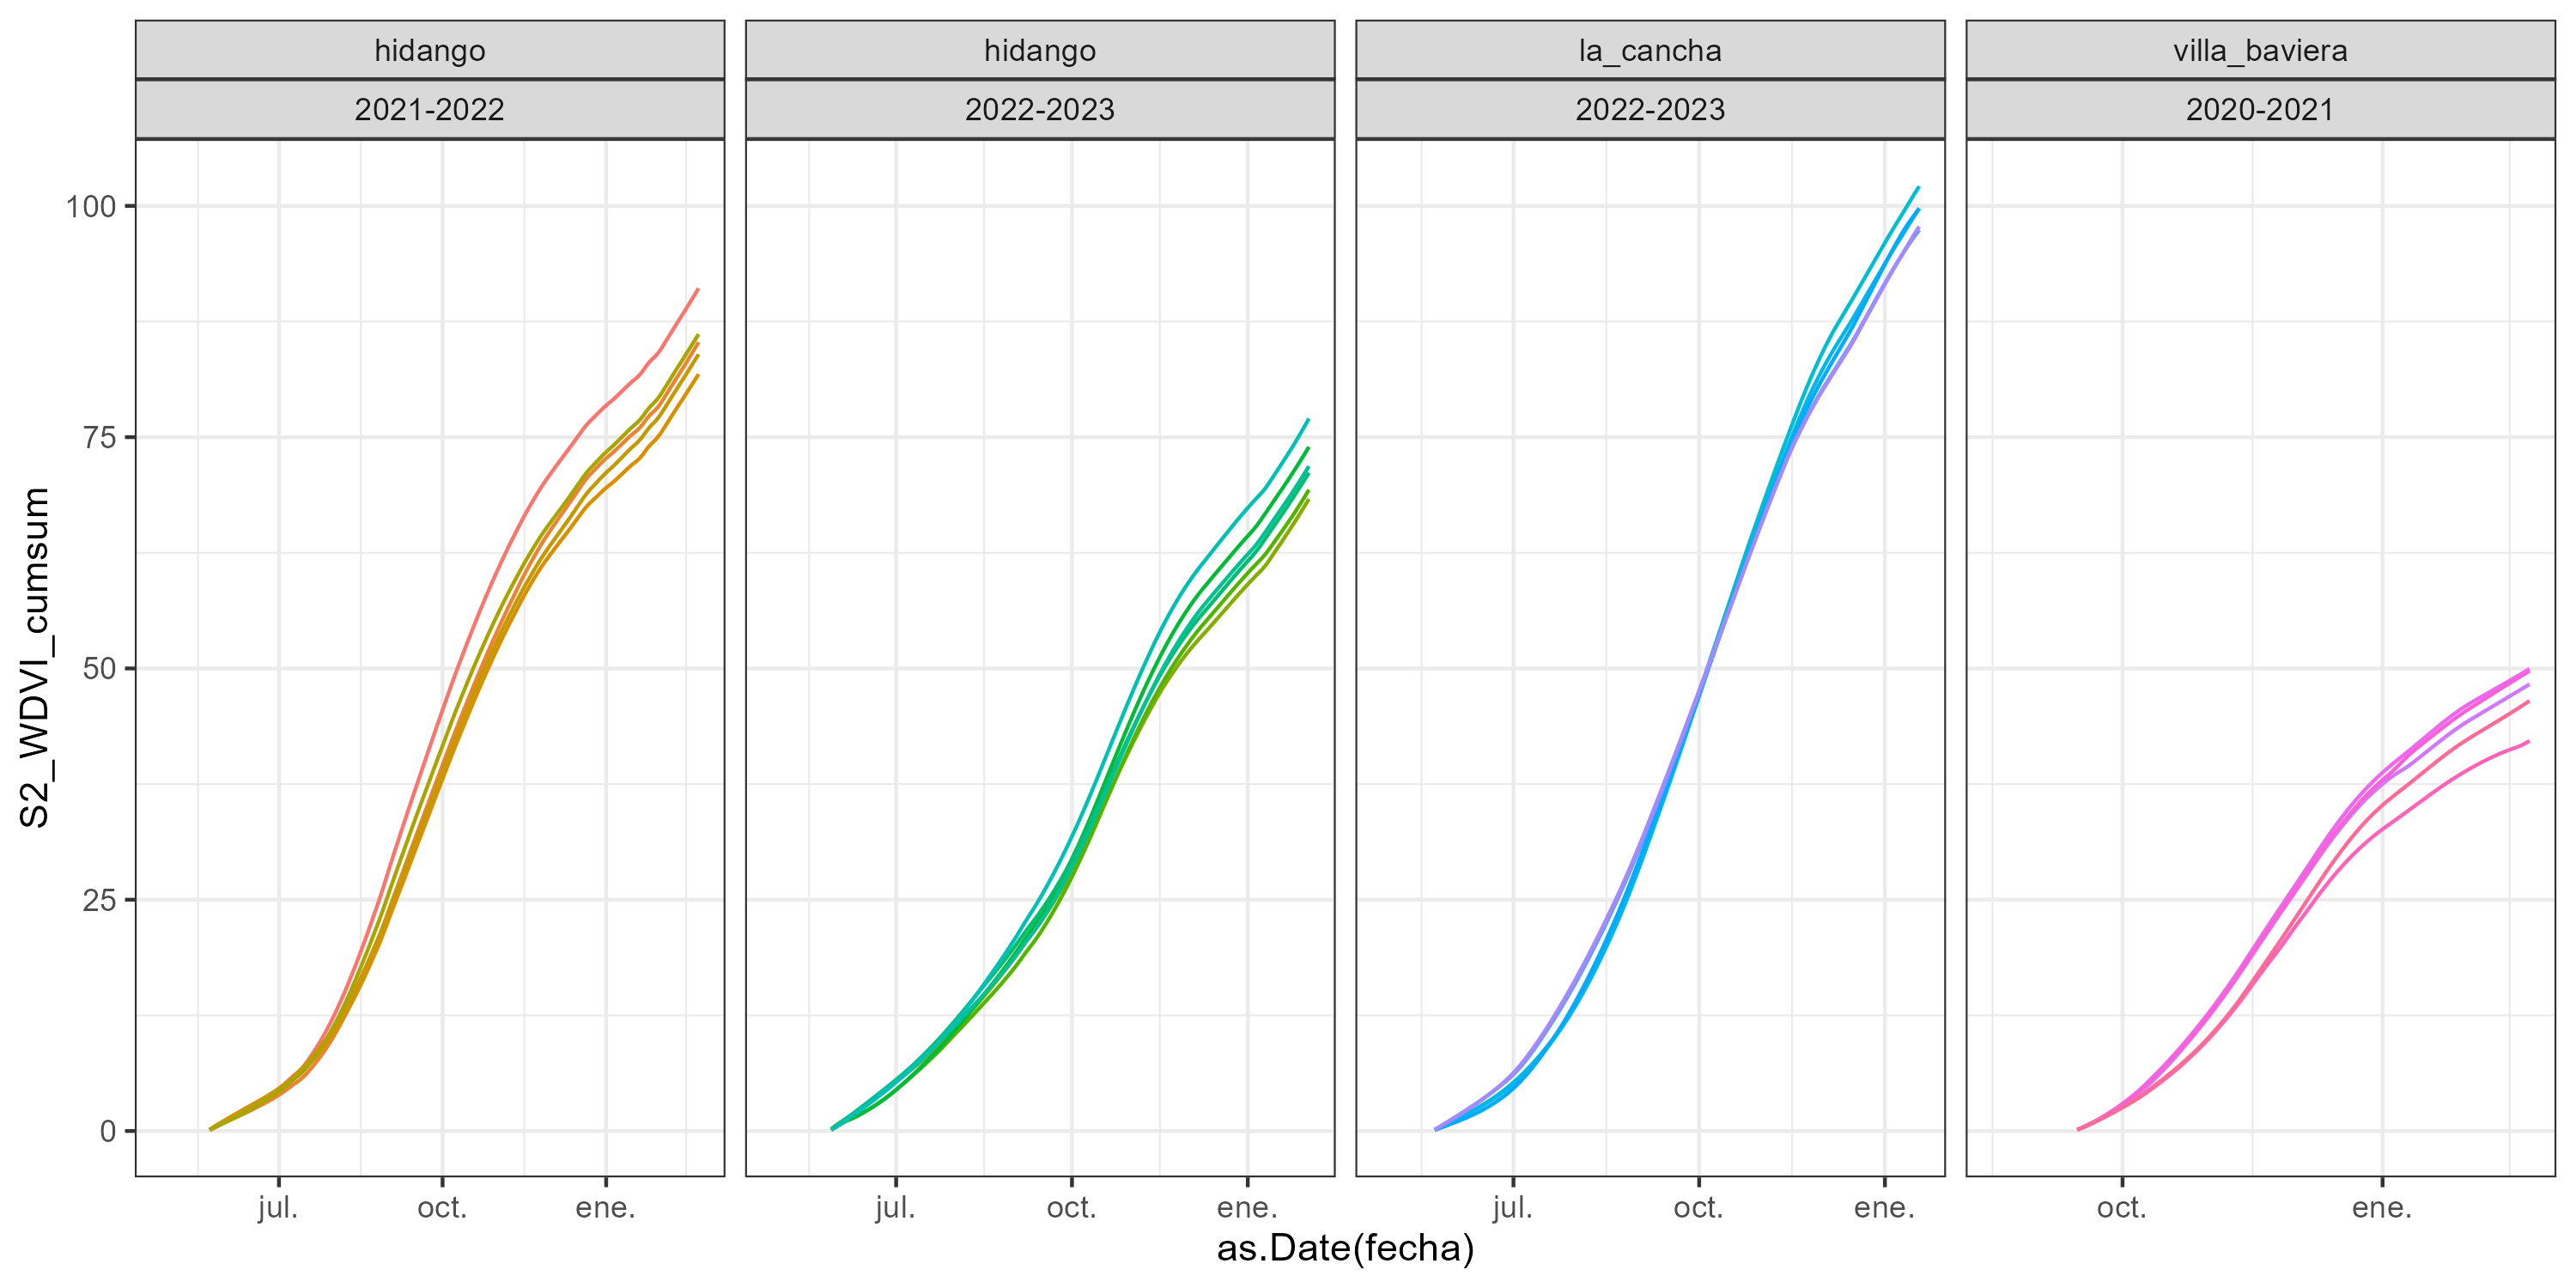 hidango
hidango
la_cancha
villa_baviera
2021-2022
2022-2023
2022-2023
2020-2021
S2_WDVI_cumsum
100
75
50
25
0
jul.
oct.
ene.
jul.
oct.
ene.
jul.
oct.
ene.
oct.
ene.
as.Date(fecha)